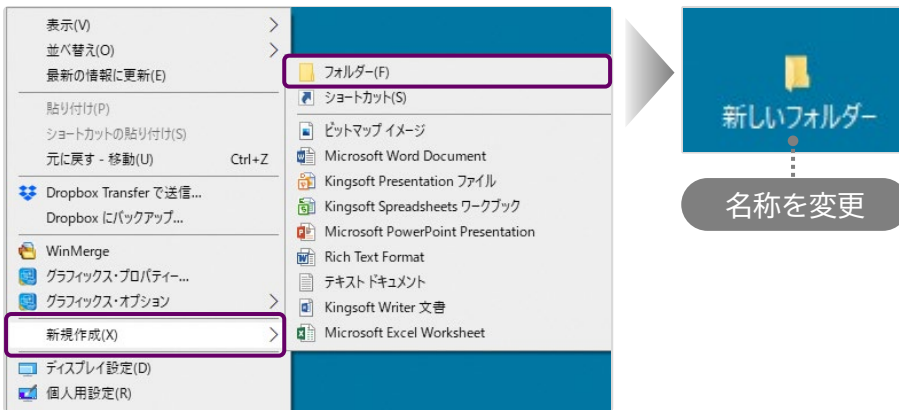 表示(V)
並べ替え(O)
最新の情報に更新(E)
貼り付け(P)
ショートカットの貼り付け(S)
元に戻す - 移動(U) Ctrl+Z
Dropbox Transfer で送信...
Dropbox にバックアップ...
WinMerge
グラフィックス・プロパティー...
グラフィックス・オプション
新規作成(X)
ディスプレイ設定(D)
個人用設定(R)
フォルダー(F)
ショートカット(S)
ビットマップ イメージ
Microsoft Word Document
Kingsoft Presentation ファイル
Kingsoft Spreadsheets ワークブック
Microsoft PowerPoint Presentation
Rich Text Format
テキスト ドキュメント
Kingsoft Writer 文書
Microsoft Excel Worksheet
新しいフォルダー
名称を変更